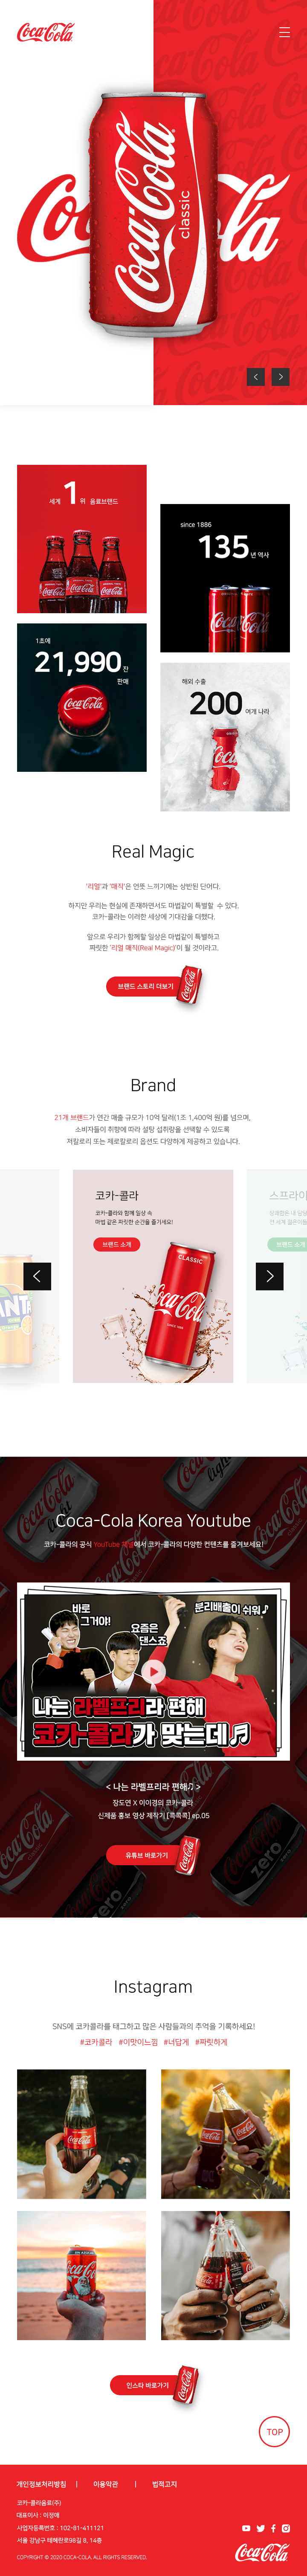 Coca-Cola
Coca-Cola
Coca-Cola
classic
세계 1위 음료브랜드
since 1886
135년 역사
1초에
21,990잔
판매
해외 수출
200여개 나라
Real Magic
'리얼'과 '매직'은 언뜻 느끼기에는 상반된 단어다.
하지만 우리는 현실에 존재하면서도 마법같이 특별할 수 있다.
코카-콜라는 이러한 세상에 기대감을 더했다.
앞으로 우리가 함께할 일상은 마법같이 특별하고
짜릿한 '리얼 매직(Real Magic)'이 될 것이라고.
브랜드 스토리 더보기
Brand
21개 브랜드가 연간 매출 규모가 10억 달러(1조 1,400억 원)를 넘으며,
소비자들이 취향에 따라 설탕 섭취량을 선택할 수 있도록
저칼로리 또는 제로칼로리 옵션도 다양하게 제공하고 있습니다.
코카-콜라
코카-콜라와 함께 일상 속
마법 같은 짜릿한 순간을 즐기세요!
브랜드 소개
CLASSIC
Coca-Cola
스프라이
브랜드 소개
Coca-Cola Korea Youtube
코카-콜라의 공식 YouTube 채널에서 코카-콜라의 다양한 컨텐츠를 즐겨보세요!
바로
그거야!
요즘은
댄스죠
분리배출이 쉬워♪
나는 라벨프리라 편해
코카-콜라가 맞는데♬
< 나는 라벨프리라 편해♫ >
장도연 X 이이경의 코카-콜라
신제품 홍보 영상 제작기 [콕콕콕] ep.05
유튜브 바로가기
zero
zero
Instagram
SNS에 코카콜라를 태그하고 많은 사람들과의 추억을 기록하세요!
#코카콜라 #이맛이느낌 #너답게 #짜릿하게
인스타 바로가기
TOP
개인정보처리방침 | 이용약관 | 법적고지
코카-콜라음료(주)
대표이사 : 이정애
사업자등록번호 : 102-81-411121
서울 강남구 테헤란로98길 8, 14층
COPYRIGHT © 2020 COCA-COLA. ALL RIGHTS RESERVED.
Coca-Cola